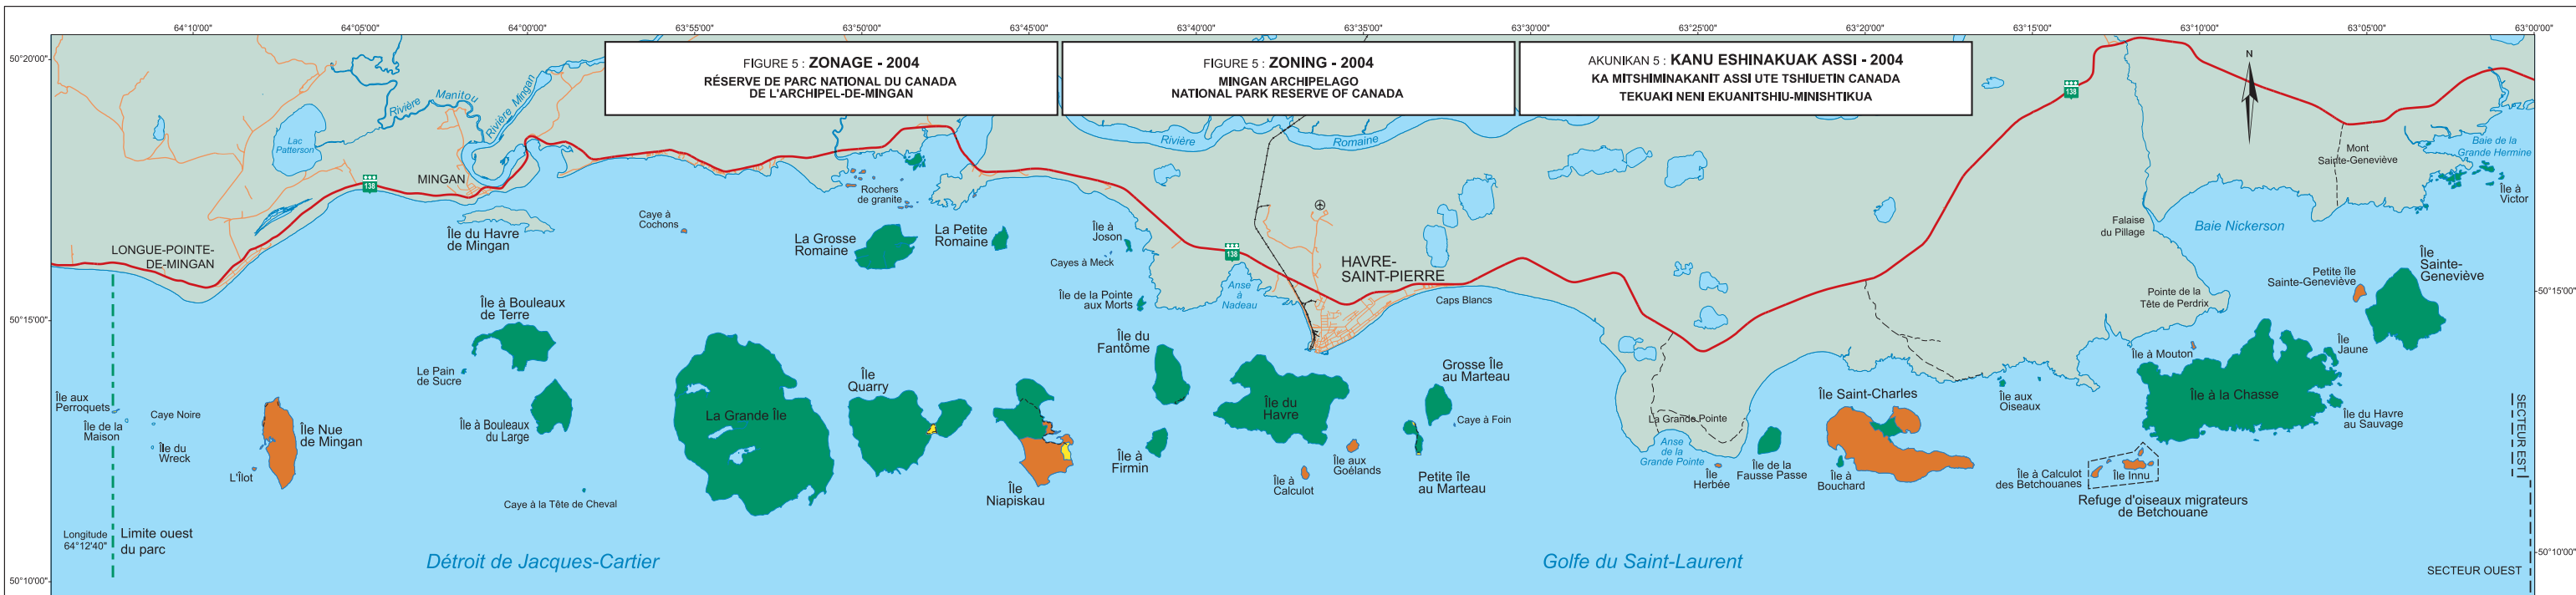 64°10'00"
64°05'00"
64°00'00"
63°55'00"
63°50'00"
63°45'00"
63°40'00"
63°35'00"
63°30'00"
63°25'00"
63°20'00"
63°15'00"
63°10'00"
63°05'00"
63°00'00"
50°20'00"
50°15'00"
50°10'00"
FIGURE 5 : ZONAGE - 2004
RÉSERVE DE PARC NATIONAL DU CANADA
DE L'ARCHIPEL-DE-MINGAN
FIGURE 5 : ZONING - 2004
MINGAN ARCHIPELAGO
NATIONAL PARK RESERVE OF CANADA
AKUNIKAN 5 : KANU ESHINAKUAK ASSI - 2004
KA MITSHIMINAKANIT ASSI UTE TSHIUETIN CANADA
TEKUAKI NENI EKUANITSHIU-MINISHTIKUA
N
Rivière Manitou
Rivière Mingan
Lac
Patterson
138
MINGAN
LONGUE-POINTE-
DE-MINGAN
Île du Havre
de Mingan
Caye à
Cochons
Rochers
de granite
La Grosse
Romaine
La Petite
Romaine
Île à
Joson
Cayes à Meck
Île de la Pointe
aux Morts
Rivière Romaine
138
Anse
à
Nadeau
HAVRE-
SAINT-PIERRE
Caps Blancs
138
Mont
Sainte-Geneviève
Baie de la
Grande Hermine
Île à
Victor
Falaise
du Pillage
Baie Nickerson
Pointe de la
Tête de Perdrix
Petite île
Sainte-Geneviève
Île
Sainte-
Geneviève
Île à Bouleaux
de Terre
Le Pain
de Sucre
Île à Bouleaux
du Large
Île aux
Perroquets
Île de la
Maison
Caye Noire
Île du
Wreck
Île Nue
de Mingan
L'Îlot
Caye à la Tête de Cheval
La Grande Île
Île
Quarry
Île
Niapiskau
Île du
Fantôme
Île à
Firmin
Île du
Havre
Île à
Calculot
Île aux
Goélands
Grosse Île
au Marteau
Caye à Foin
Petite île
au Marteau
La Grande Pointe
Anse
de la
Grande Pointe
Île
Herbée
Île de la
Fausse Passe
Île Saint-Charles
Île à
Bouchard
Île aux
Oiseaux
Île à Mouton
Île à la Chasse
Île
Jaune
Île du Havre
au Sauvage
Île à Calculot
des Betchouanes
Île Innu
Refuge d'oiseaux migrateurs
de Betchouane
Longitude
64°12'40"
Limite ouest
du parc
Détroit de Jacques-Cartier
Golfe du Saint-Laurent
SECTEUR EST
SECTEUR OUEST
50°15'00"
50°10'00"